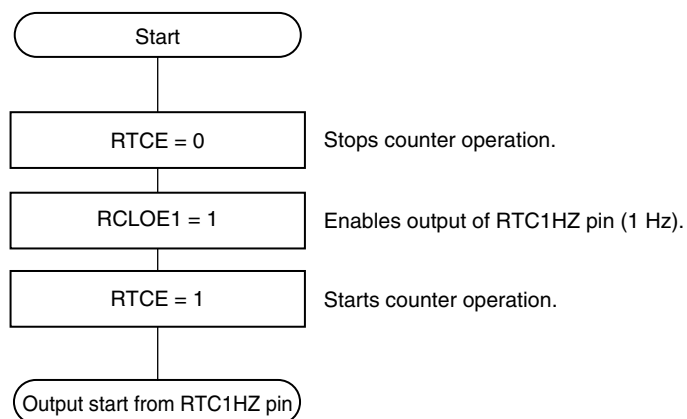 Start
RTCE = 0
Stops counter operation.
RCLOE1 = 1
Enables output of RTC1HZ pin (1 Hz).
RTCE = 1
Starts counter operation.
Output start from RTC1HZ pin